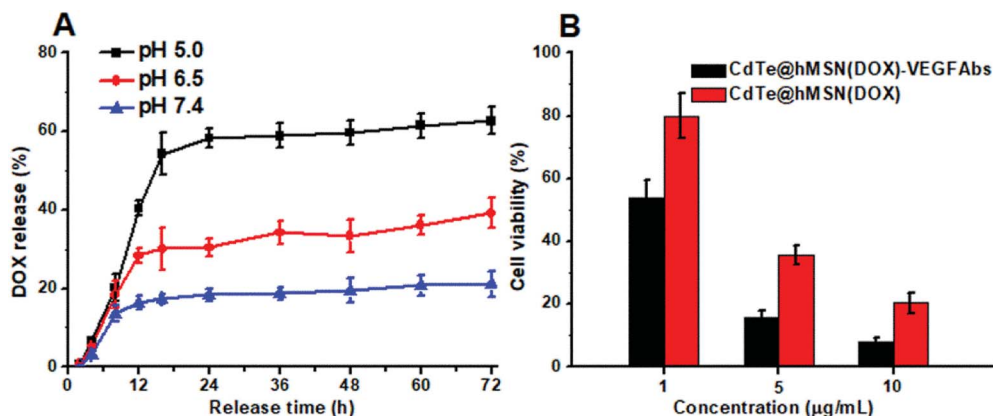 A
pH 5.0
pH 6.5
pH 7.4
DOX release (%)
80
60
40
20
0
0 12 24 36 48 60 72
Release time (h)
B
CdTe@hMSN(DOX)-VEGFAbs
CdTe@hMSN(DOX)
Cell viability (%)
100
80
60
40
20
0
1 5 10
Concentration (µg/mL)